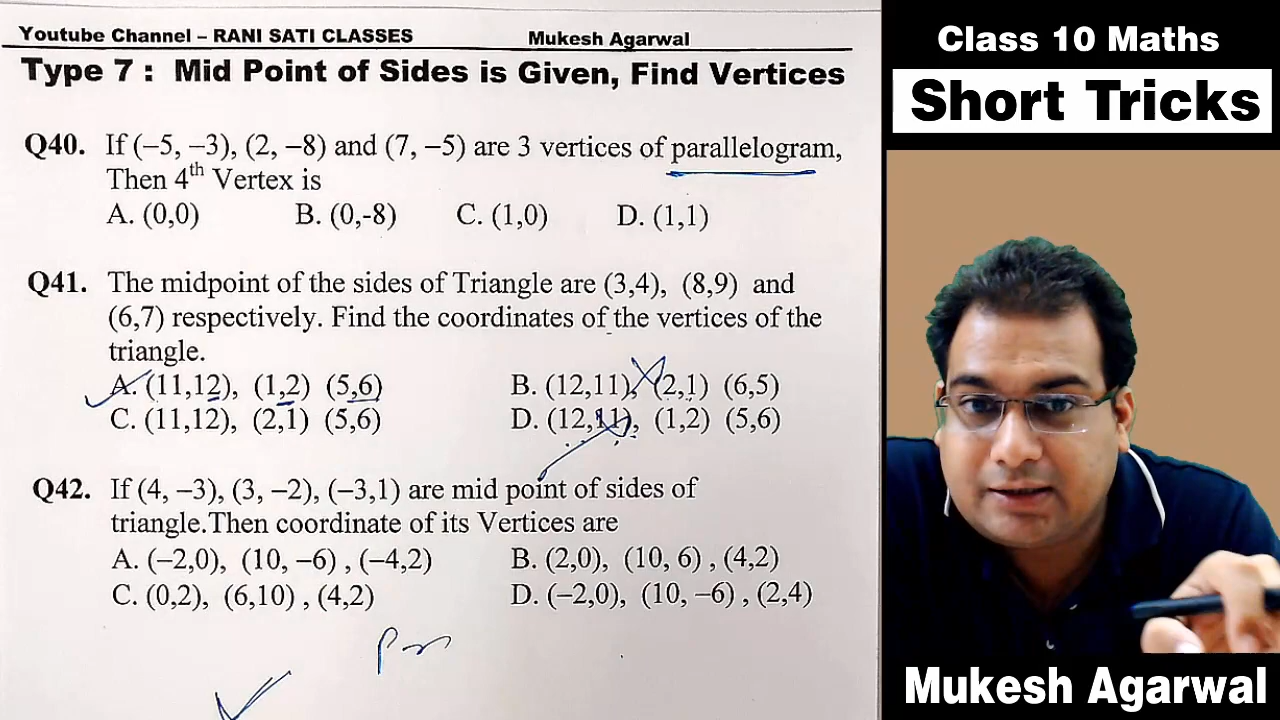 Youtube Channel – RANI SATI CLASSES Mukesh Agarwal
Type 7 : Mid Point of Sides is Given, Find Vertices
Q40. If (−5, −3), (2, −8) and (7, −5) are 3 vertices of parallelogram,
Then 4th Vertex is
A. (0,0) B. (0,-8) C. (1,0) D. (1,1)
Q41. The midpoint of the sides of Triangle are (3,4), (8,9) and
(6,7) respectively. Find the coordinates of the vertices of the
triangle.
A. (11,12), (1,2) (5,6) B. (12,11), (2,1) (6,5)
C. (11,12), (2,1) (5,6) D. (12,11), (1,2) (5,6)
Q42. If (4, −3), (3, −2), (−3,1) are mid point of sides of
triangle.Then coordinate of its Vertices are
A. (−2,0), (10, −6) , (−4,2) B. (2,0), (10, 6) , (4,2)
C. (0,2), (6,10) , (4,2) D. (−2,0), (10, −6) , (2,4)
Class 10 Maths
Short Tricks
Mukesh Agarwal